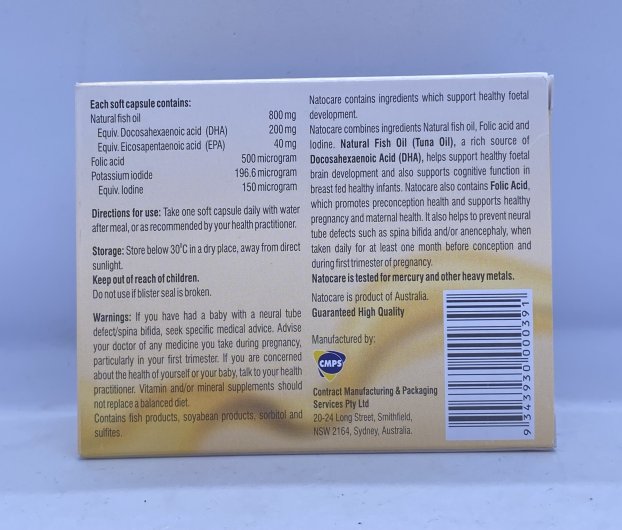 Each soft capsule contains:
Natural fish oil 800 mg
Equiv. Docosahexaenoic acid (DHA) 200 mg
Equiv. Eicosapentaenoic acid (EPA) 40 mg
Folic acid 500 microgram
Potassium iodide 196.6 microgram
Equiv. Iodine 150 microgram
Directions for use: Take one soft capsule daily with water
after meal, or as recommended by your health practitioner.
Storage: Store below 30°C in a dry place, away from direct
sunlight.
Keep out of reach of children.
Do not use if blister seal is broken.
Warnings: If you have had a baby with a neural tube
defect/spina bifida, seek specific medical advice. Advise
your doctor of any medicine you take during pregnancy,
particularly in your first trimester. If you are concerned
about the health of yourself or your baby, talk to your health
practitioner. Vitamin and/or mineral supplements should
not replace a balanced diet.
Contains fish products, soyabean products, sorbitol and
sulfites.
Natocare contains ingredients which support healthy foetal
development.
Natocare combines ingredients Natural fish oil, Folic acid and
Iodine. Natural Fish Oil (Tuna Oil), a rich source of
Docosahexaenoic Acid (DHA), helps support healthy foetal
brain development and also supports cognitive function in
breast fed healthy infants. Natocare also contains Folic Acid,
which promotes preconception health and supports healthy
pregnancy and maternal health. It also helps to prevent neural
tube defects such as spina bifida and/or anencephaly, when
taken daily for at least one month before conception and
during first trimester of pregnancy.
Natocare is tested for mercury and other heavy metals.
Natocare is product of Australia.
Guaranteed High Quality
Manufactured by:
CMPS
Contract Manufacturing & Packaging
Services Pty Ltd
20-24 Long Street, Smithfield,
NSW 2164, Sydney, Australia.
9 343930 000391